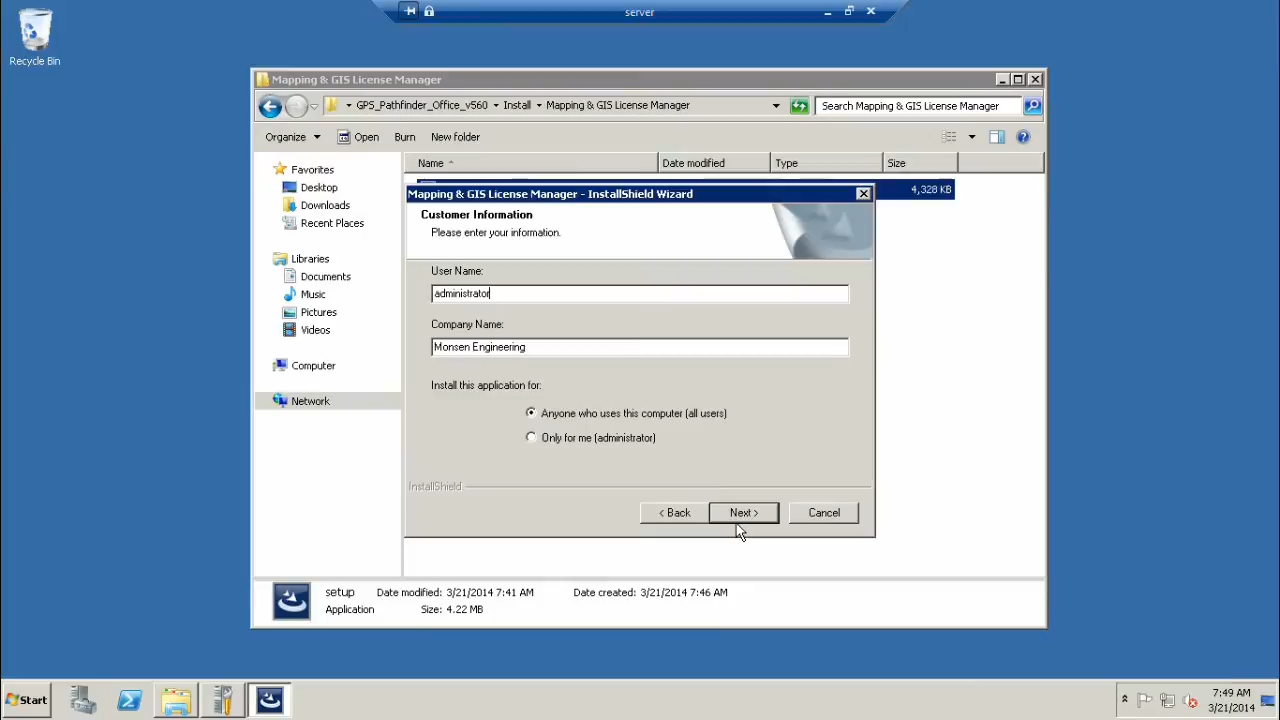 server
Recycle Bin
Mapping & GIS License Manager
GPS_Pathfinder_Office_v560 Install Mapping & GIS License Manager
Search Mapping & GIS License Manager
Organize Open Burn New folder
Name Date modified Type Size
Favorites
Desktop
Downloads
Recent Places
Libraries
Documents
Music
Pictures
Videos
Computer
Network
4,328 KB
Mapping & GIS License Manager - InstallShield Wizard
Customer Information
Please enter your information.
User Name:
administrator
Company Name:
Monsen Engineering
Install this application for:
Anyone who uses this computer (all users)
Only for me (administrator)
InstallShield
< Back Next > Cancel
setup Date modified: 3/21/2014 7:41 AM Date created: 3/21/2014 7:46 AM
Application Size: 4.22 MB
Start
7:49 AM
3/21/2014